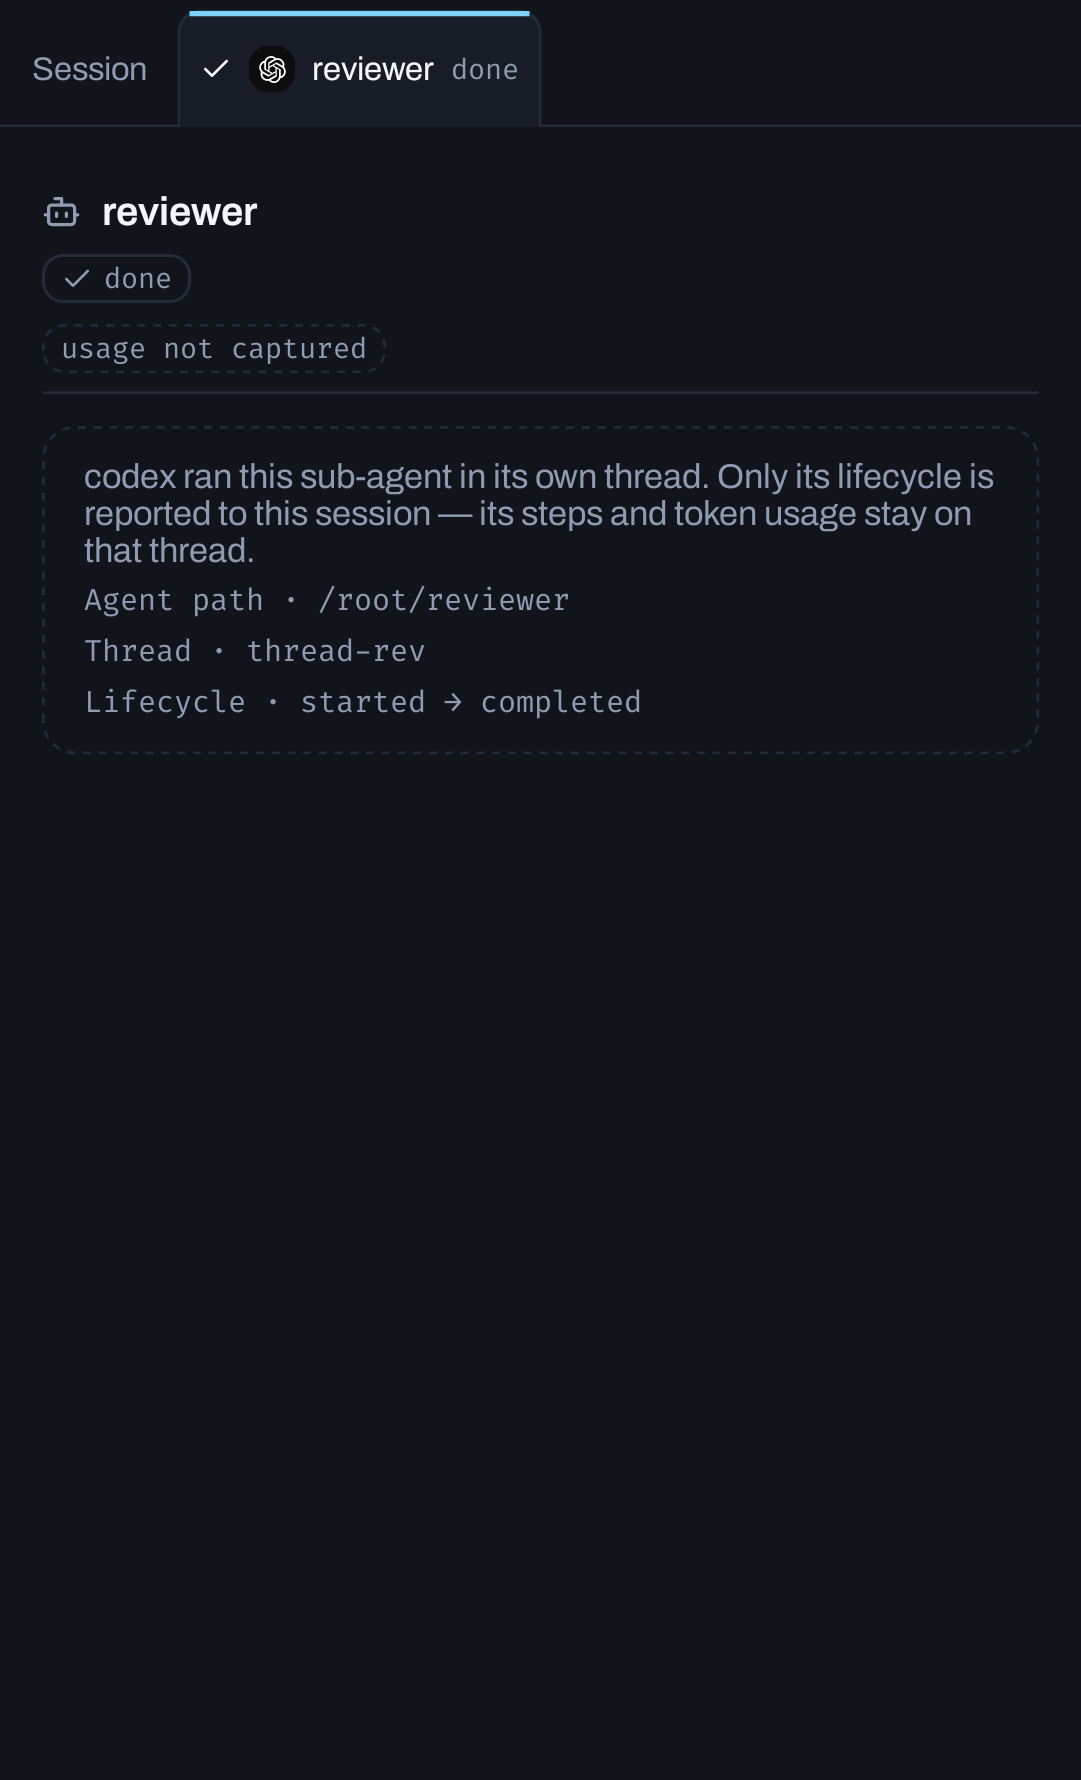 Session
reviewer done
reviewer
done
usage not captured
codex ran this sub-agent in its own thread. Only its lifecycle is
reported to this session — its steps and token usage stay on
that thread.
Agent path · /root/reviewer
Thread · thread-rev
Lifecycle · started → completed